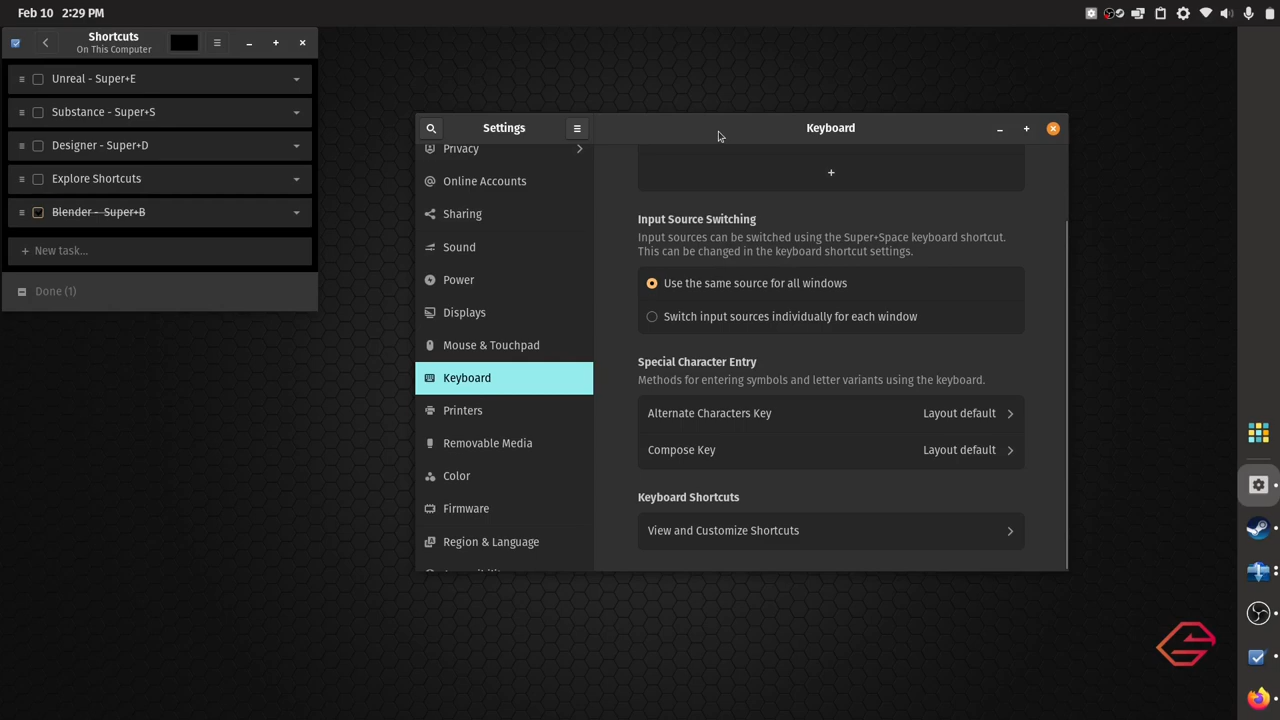 Feb 10 2:29 PM
Shortcuts
On This Computer
Unreal - Super+E
Substance - Super+S
Designer - Super+D
Explore Shortcuts
Blender - Super+B
+ New task...
Done (1)
Settings
Keyboard
Privacy
Online Accounts
Sharing
Sound
Power
Displays
Mouse & Touchpad
Keyboard
Printers
Removable Media
Color
Firmware
Region & Language
+
Input Source Switching
Input sources can be switched using the Super+Space keyboard shortcut.
This can be changed in the keyboard shortcut settings.
Use the same source for all windows
Switch input sources individually for each window
Special Character Entry
Methods for entering symbols and letter variants using the keyboard.
Alternate Characters Key Layout default
Compose Key Layout default
Keyboard Shortcuts
View and Customize Shortcuts